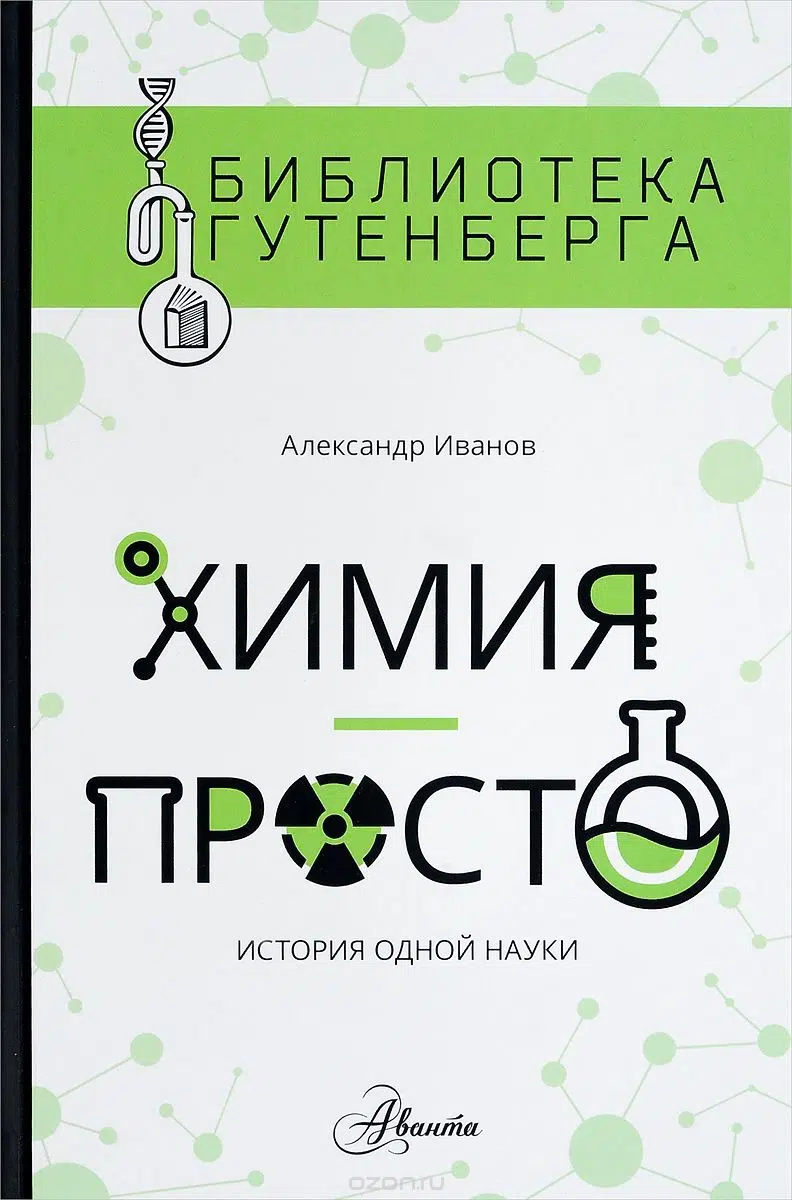 БИБЛИОТЕКА
ГУТЕНБЕРГА
Александр Иванов
ХИМИЯ
—
ПРОСТО
ИСТОРИЯ ОДНОЙ НАУКИ
Аванта
ozon.ru